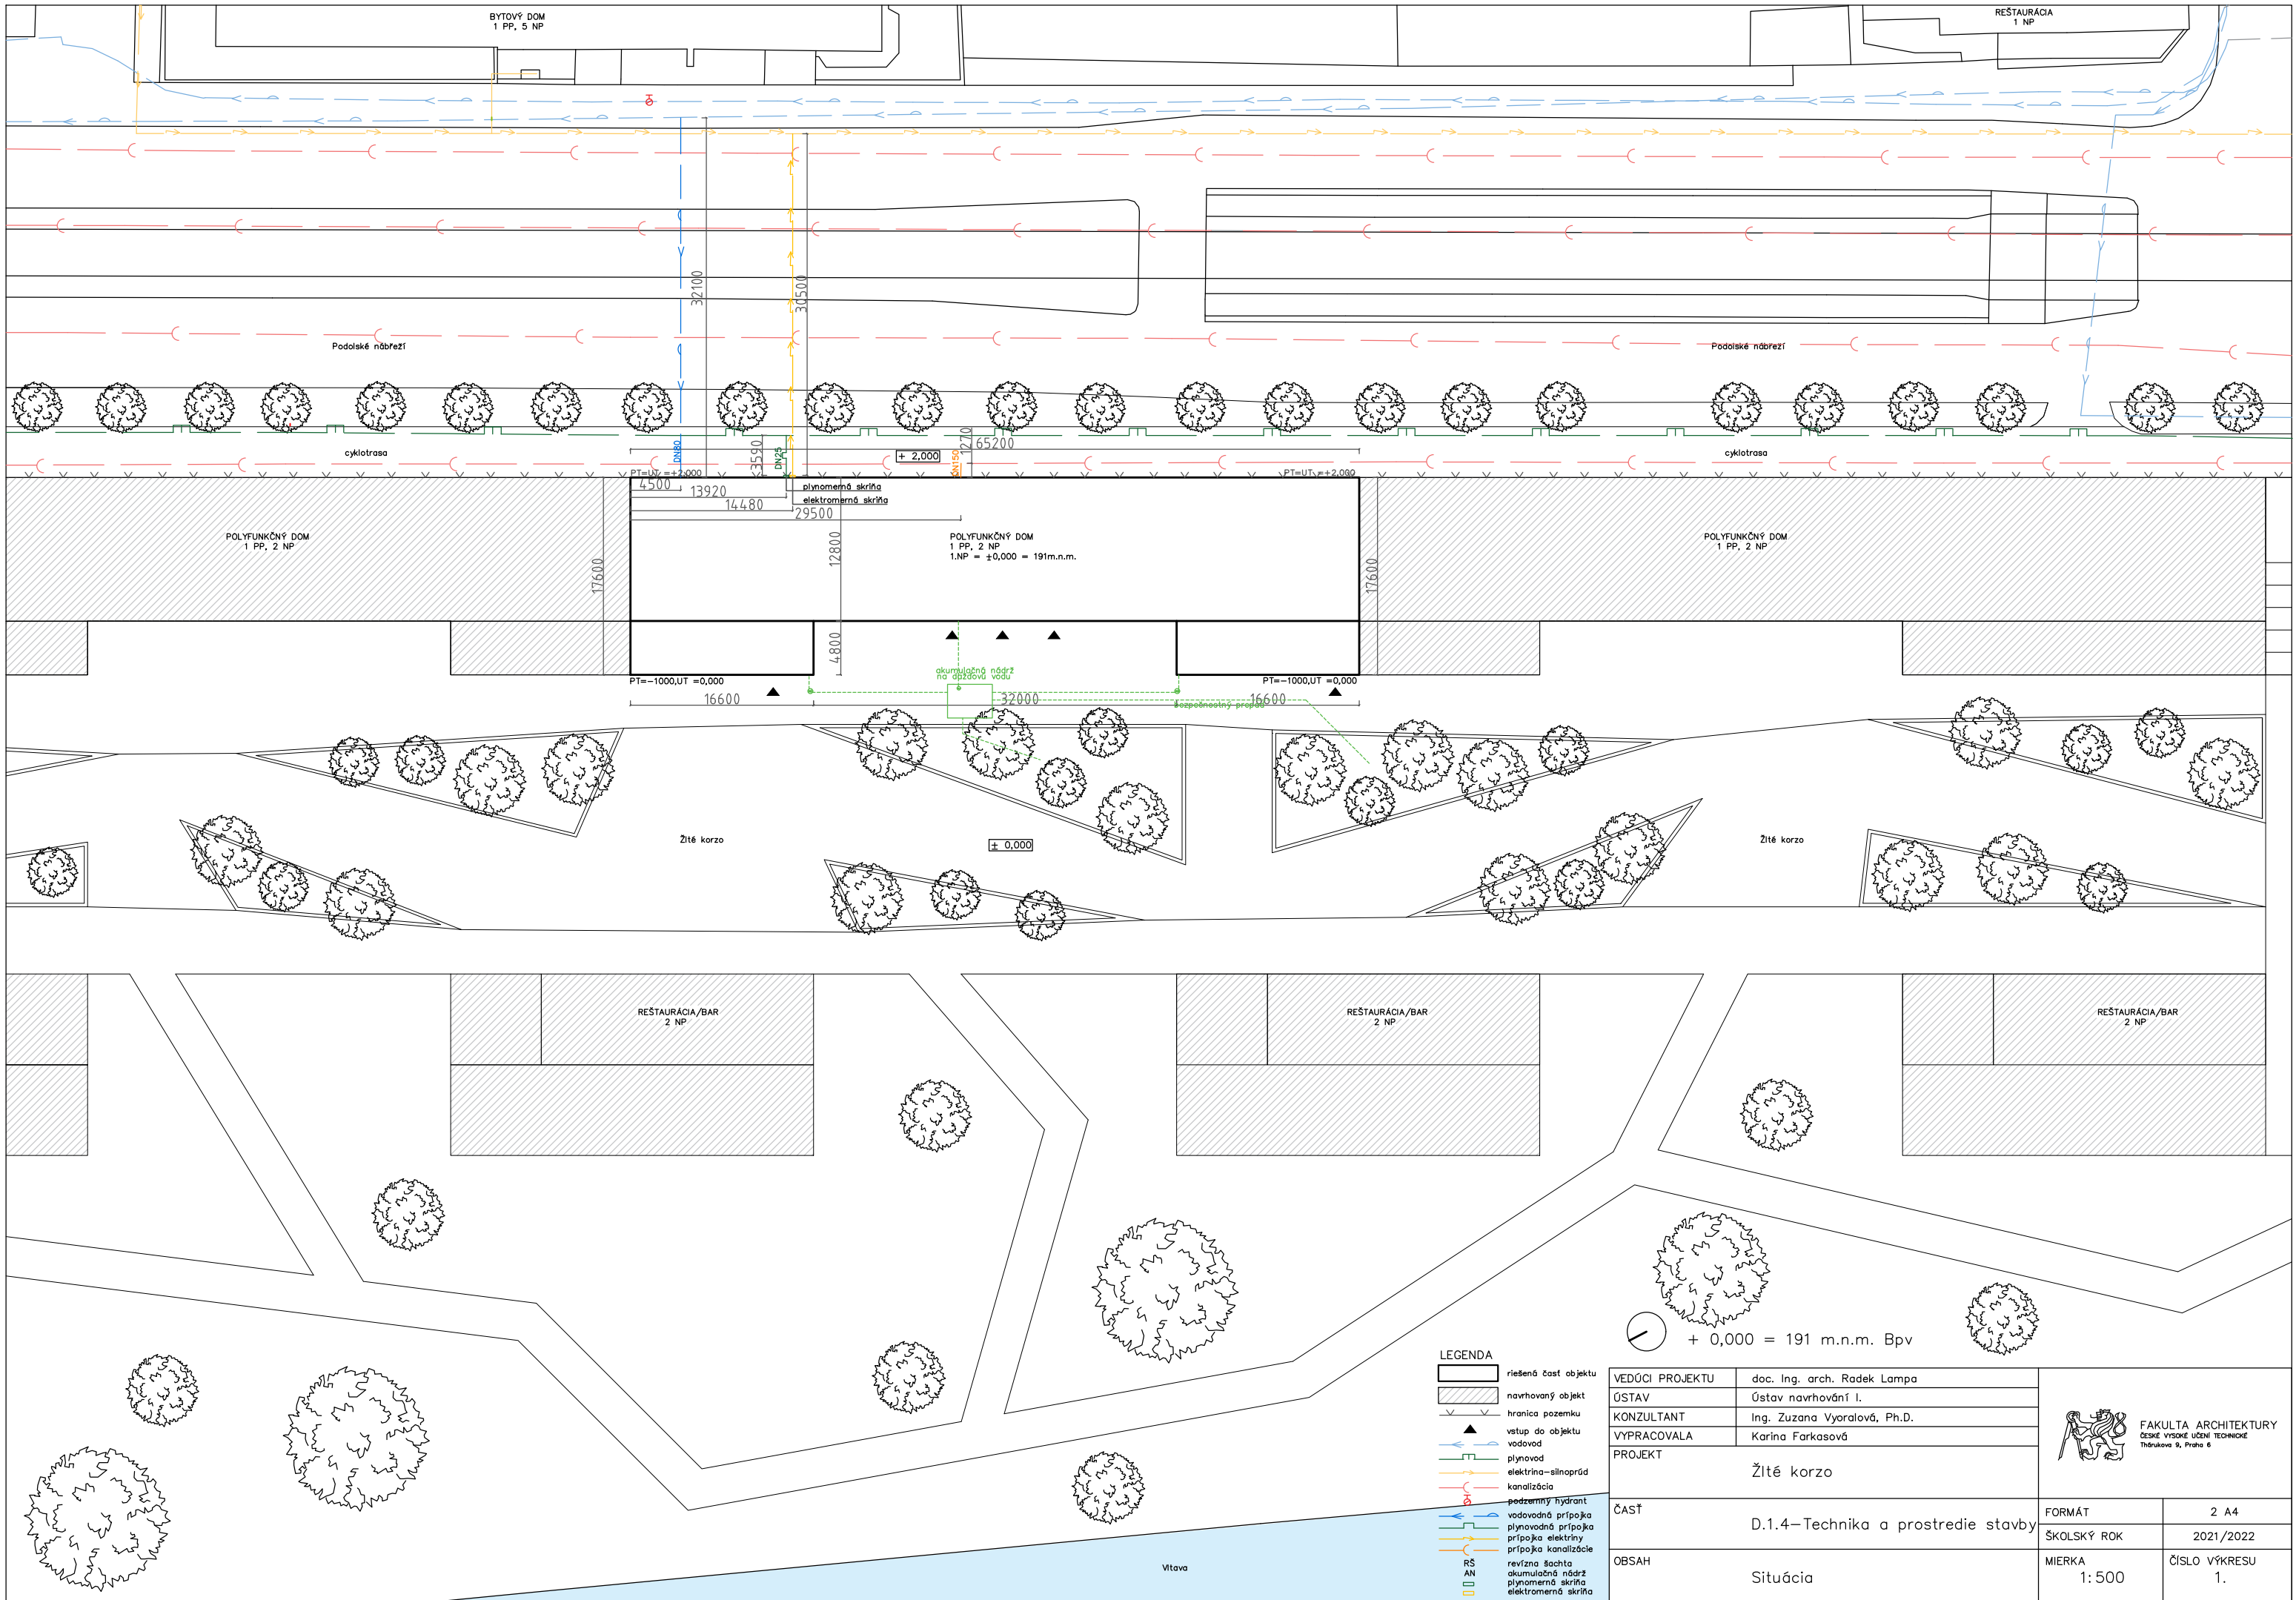 BYTOVÝ DOM
1 PP, 5 NP
REŠTAURÁCIA
1 NP
32100
30500
Podolské nábřeží
Podolské nábřeží
cyklotrasa
DN80
3590
DN25
+ 2,000
DN150
1270
65200
cyklotrasa
PT=UT =+2,000
PT=UT =+2,000
4500
13920
plynomerná skriňa
14480
elektromerná skriňa
29500
POLYFUNKČNÝ DOM
1 PP, 2 NP
POLYFUNKČNÝ DOM
1 PP, 2 NP
1.NP = ±0,000 = 191m.n.m.
POLYFUNKČNÝ DOM
1 PP, 2 NP
17600
12800
17600
4800
akumulačná nádrž
na dažďovú vodu
PT=-1000,UT =0,000
PT=-1000,UT =0,000
16600
32000
16600
bezpečnostný prepad
Žlté korzo
± 0,000
Žlté korzo
REŠTAURÁCIA/BAR
2 NP
REŠTAURÁCIA/BAR
2 NP
REŠTAURÁCIA/BAR
2 NP
Vltava
+ 0,000 = 191 m.n.m. Bpv
LEGENDA
riešená časť objektu
navrhovaný objekt
hranica pozemku
vstup do objektu
vodovod
plynovod
elektrina-silnoprúd
kanalizácia
podzemný hydrant
vodovodná prípojka
plynovodná prípojka
prípojka elektriny
prípojka kanalizácie
RŠ revízna šachta
AN akumulačná nádrž
plynomerná skriňa
elektromerná skriňa
VEDÚCI PROJEKTU doc. Ing. arch. Radek Lampa
ÚSTAV Ústav navrhování I.
KONZULTANT Ing. Zuzana Vyoralová, Ph.D.
VYPRACOVALA Karina Farkasová
PROJEKT
Žlté korzo
FAKULTA ARCHITEKTURY
ČESKÉ VYSOKÉ UČENÍ TECHNICKÉ
Thákurova 9, Praha 6
ČASŤ
D.1.4-Technika a prostredie stavby
FORMÁT 2 A4
ŠKOLSKÝ ROK 2021/2022
OBSAH
Situácia
MIERKA
1:500
ČÍSLO VÝKRESU
1.